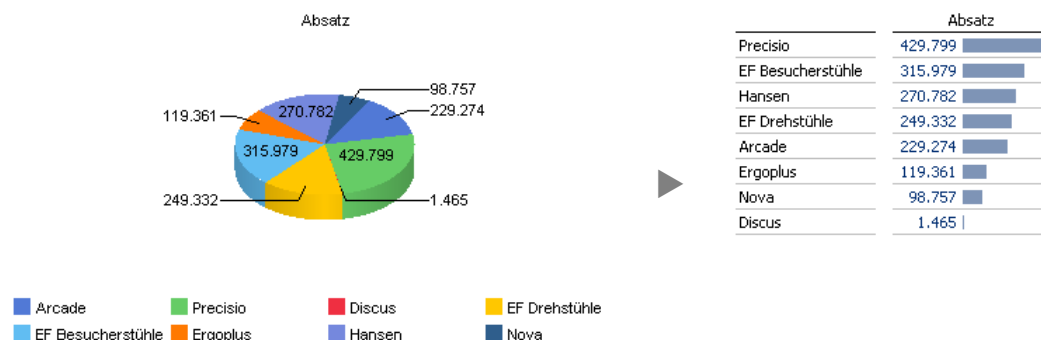 Absatz
98.757
229.274
270.782
119.361
315.979
429.799
249.332
1.465
Arcade
Precisio
Discus
EF Drehstühle
EF Besucherstühle
Ergoplus
Hansen
Nova
Absatz
Precisio 429.799
EF Besucherstühle 315.979
Hansen 270.782
EF Drehstühle 249.332
Arcade 229.274
Ergoplus 119.361
Nova 98.757
Discus 1.465